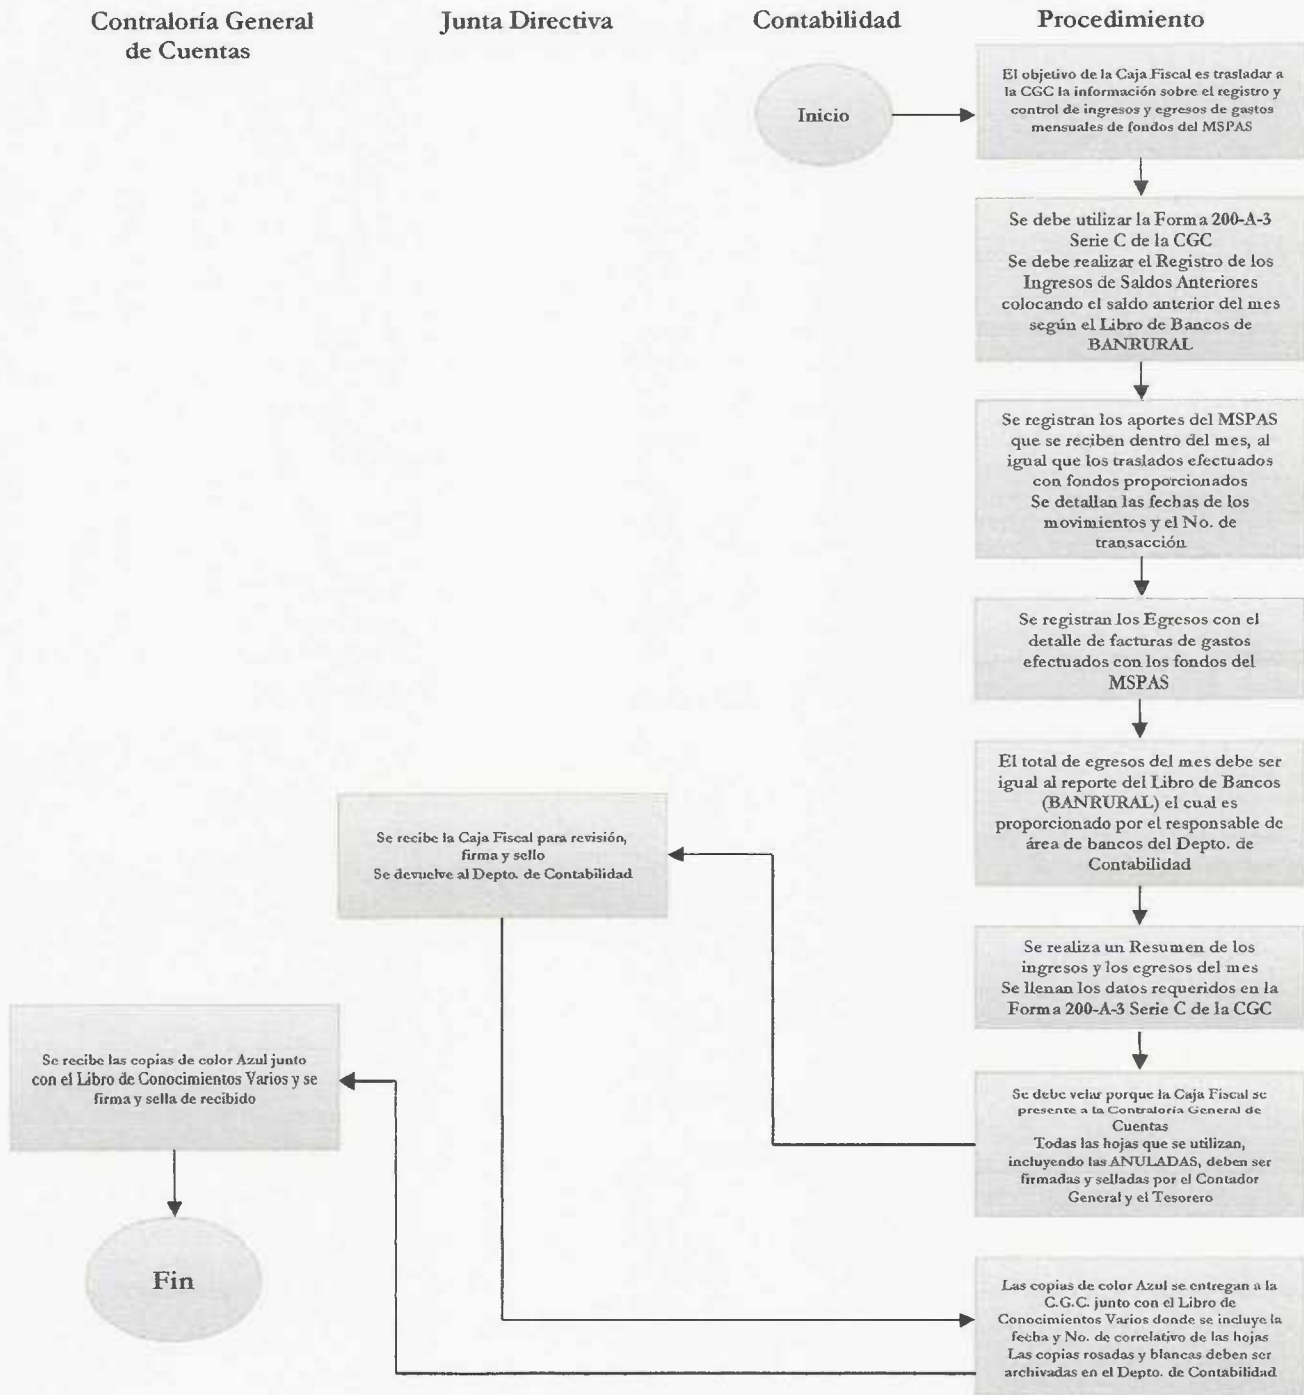 Contraloría General
de Cuentas
Junta Directiva
Contabilidad
Procedimiento
Inicio
El objetivo de la Caja Fiscal es trasladar a
la CGC la información sobre el registro y
control de ingresos y egresos de gastos
mensuales de fondos del MSPAS
Se debe utilizar la Forma 200-A-3
Serie C de la CGC
Se debe realizar el Registro de los
Ingresos de Saldos Anteriores
colocando el saldo anterior del mes
según el Libro de Bancos de
BANRURAL
Se registran los aportes del MSPAS
que se reciben dentro del mes, al
igual que los traslados efectuados
con fondos proporcionados
Se detallan las fechas de los
movimientos y el No. de
transacción
Se registran los Egresos con el
detalle de facturas de gastos
efectuados con los fondos del
MSPAS
El total de egresos del mes debe ser
igual al reporte del Libro de Bancos
(BANRURAL) el cual es
proporcionado por el responsable de
área de bancos del Depto. de
Contabilidad
Se realiza un Resumen de los
ingresos y los egresos del mes
Se llenan los datos requeridos en la
Forma 200-A-3 Serie C de la CGC
Se debe velar porque la Caja Fiscal se
presente a la Contraloría General de
Cuentas
Todas las hojas que se utilizan,
incluyendo las ANULADAS, deben ser
firmadas y selladas por el Contador
General y el Tesorero
Se recibe la Caja Fiscal para revisión,
firma y sello
Se devuelve al Depto. de Contabilidad
Las copias de color Azul se entregan a la
C.G.C. junto con el Libro de
Conocimientos Varios donde se incluye la
fecha y No. de correlativo de las hojas
Las copias rosadas y blancas deben ser
archivadas en el Depto. de Contabilidad
Se recibe las copias de color Azul junto
con el Libro de Conocimientos Varios y se
firma y sella de recibido
Fin